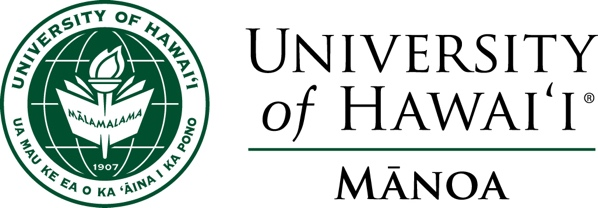 UNIVERSITY OF HAWAIʻI
MĀLAMALAMA
1907
UA MAU KE EA O KA ʻĀINA I KA PONO
UNIVERSITY
of HAWAIʻI®
MĀNOA